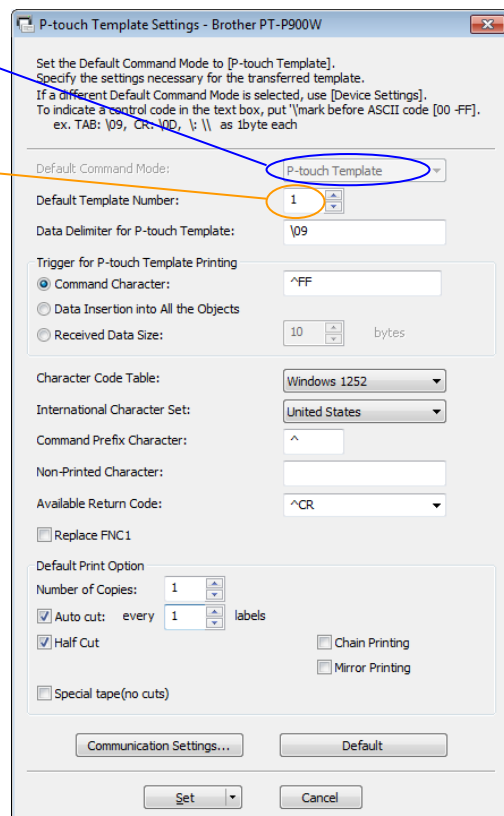 P-touch Template Settings - Brother PT-P900W
Set the Default Command Mode to [P-touch Template].
Specify the settings necessary for the transferred template.
If a different Default Command Mode is selected, use [Device Settings].
To indicate a control code in the text box, put '\'mark before ASCII code [00 -FF].
ex. TAB: \09, CR: \0D, \: \\ as 1byte each
Default Command Mode: P-touch Template
Default Template Number: 1
Data Delimiter for P-touch Template: \09
Trigger for P-touch Template Printing
Command Character: ^FF
Data Insertion into All the Objects
Received Data Size: 10 bytes
Character Code Table: Windows 1252
International Character Set: United States
Command Prefix Character: ^
Non-Printed Character:
Available Return Code: ^CR
Replace FNC1
Default Print Option
Number of Copies: 1
Auto cut: every 1 labels
Half Cut Chain Printing
Mirror Printing
Special tape(no cuts)
Communication Settings... Default
Set Cancel